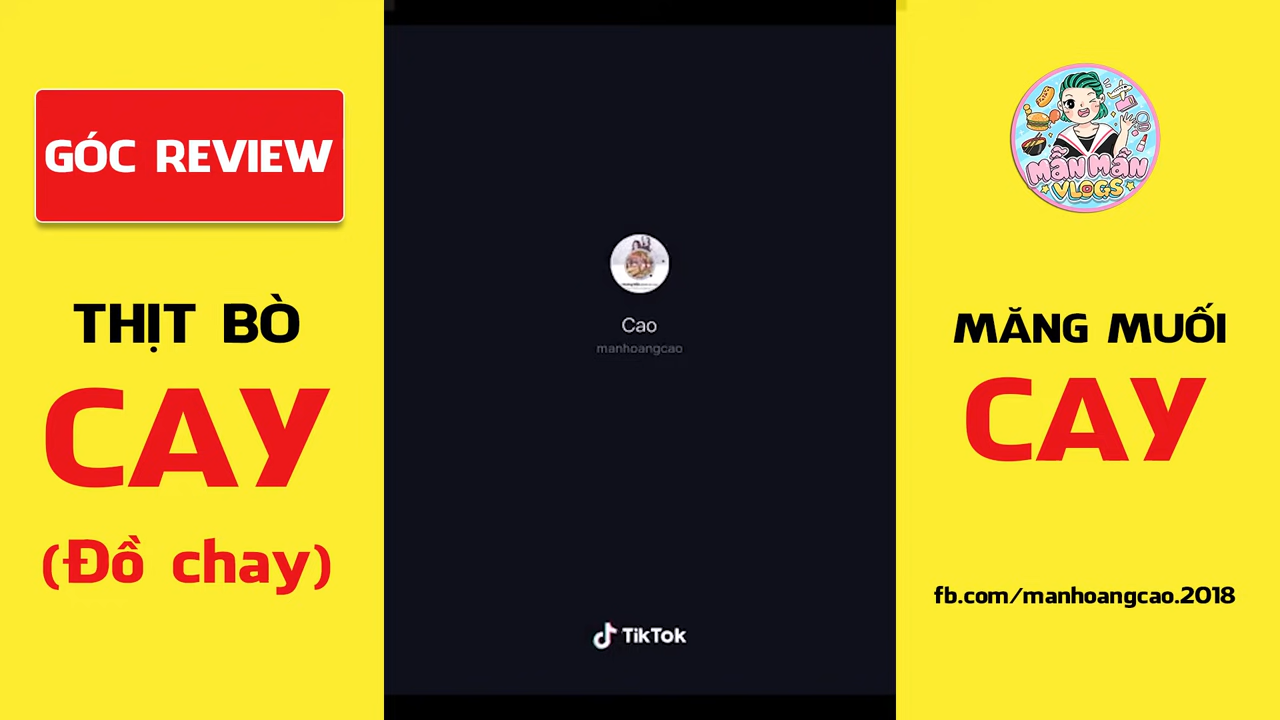 GÓC REVIEW
THỊT BÒ
CAY
(Đồ chay)
Cao
manhoangcao
TikTok
MẪN MẪN
VLOGS
MĂNG MUỐI
CAY
fb.com/manhoangcao.2018